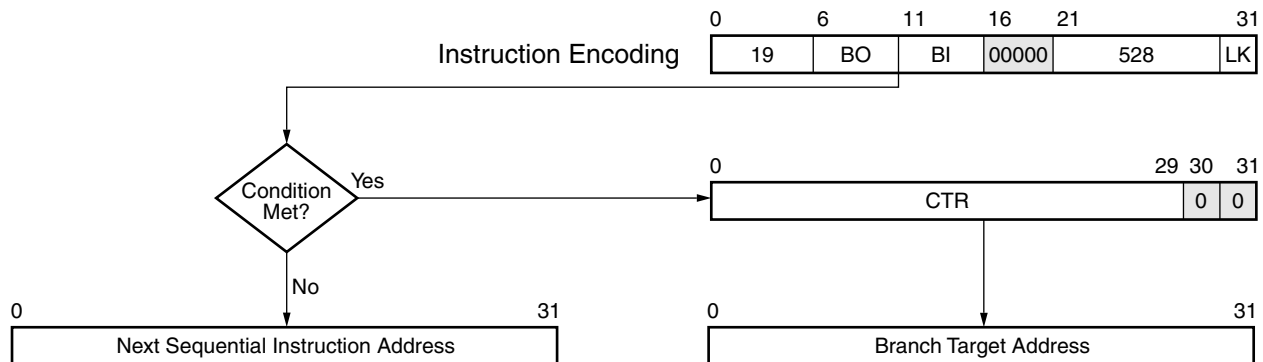 0 6 11 16 21 31
Instruction Encoding 19 BO BI 00000 528 LK
0 29 30 31
Condition
Met?
Yes
CTR 0 0
No
0 31 0 31
Next Sequential Instruction Address Branch Target Address